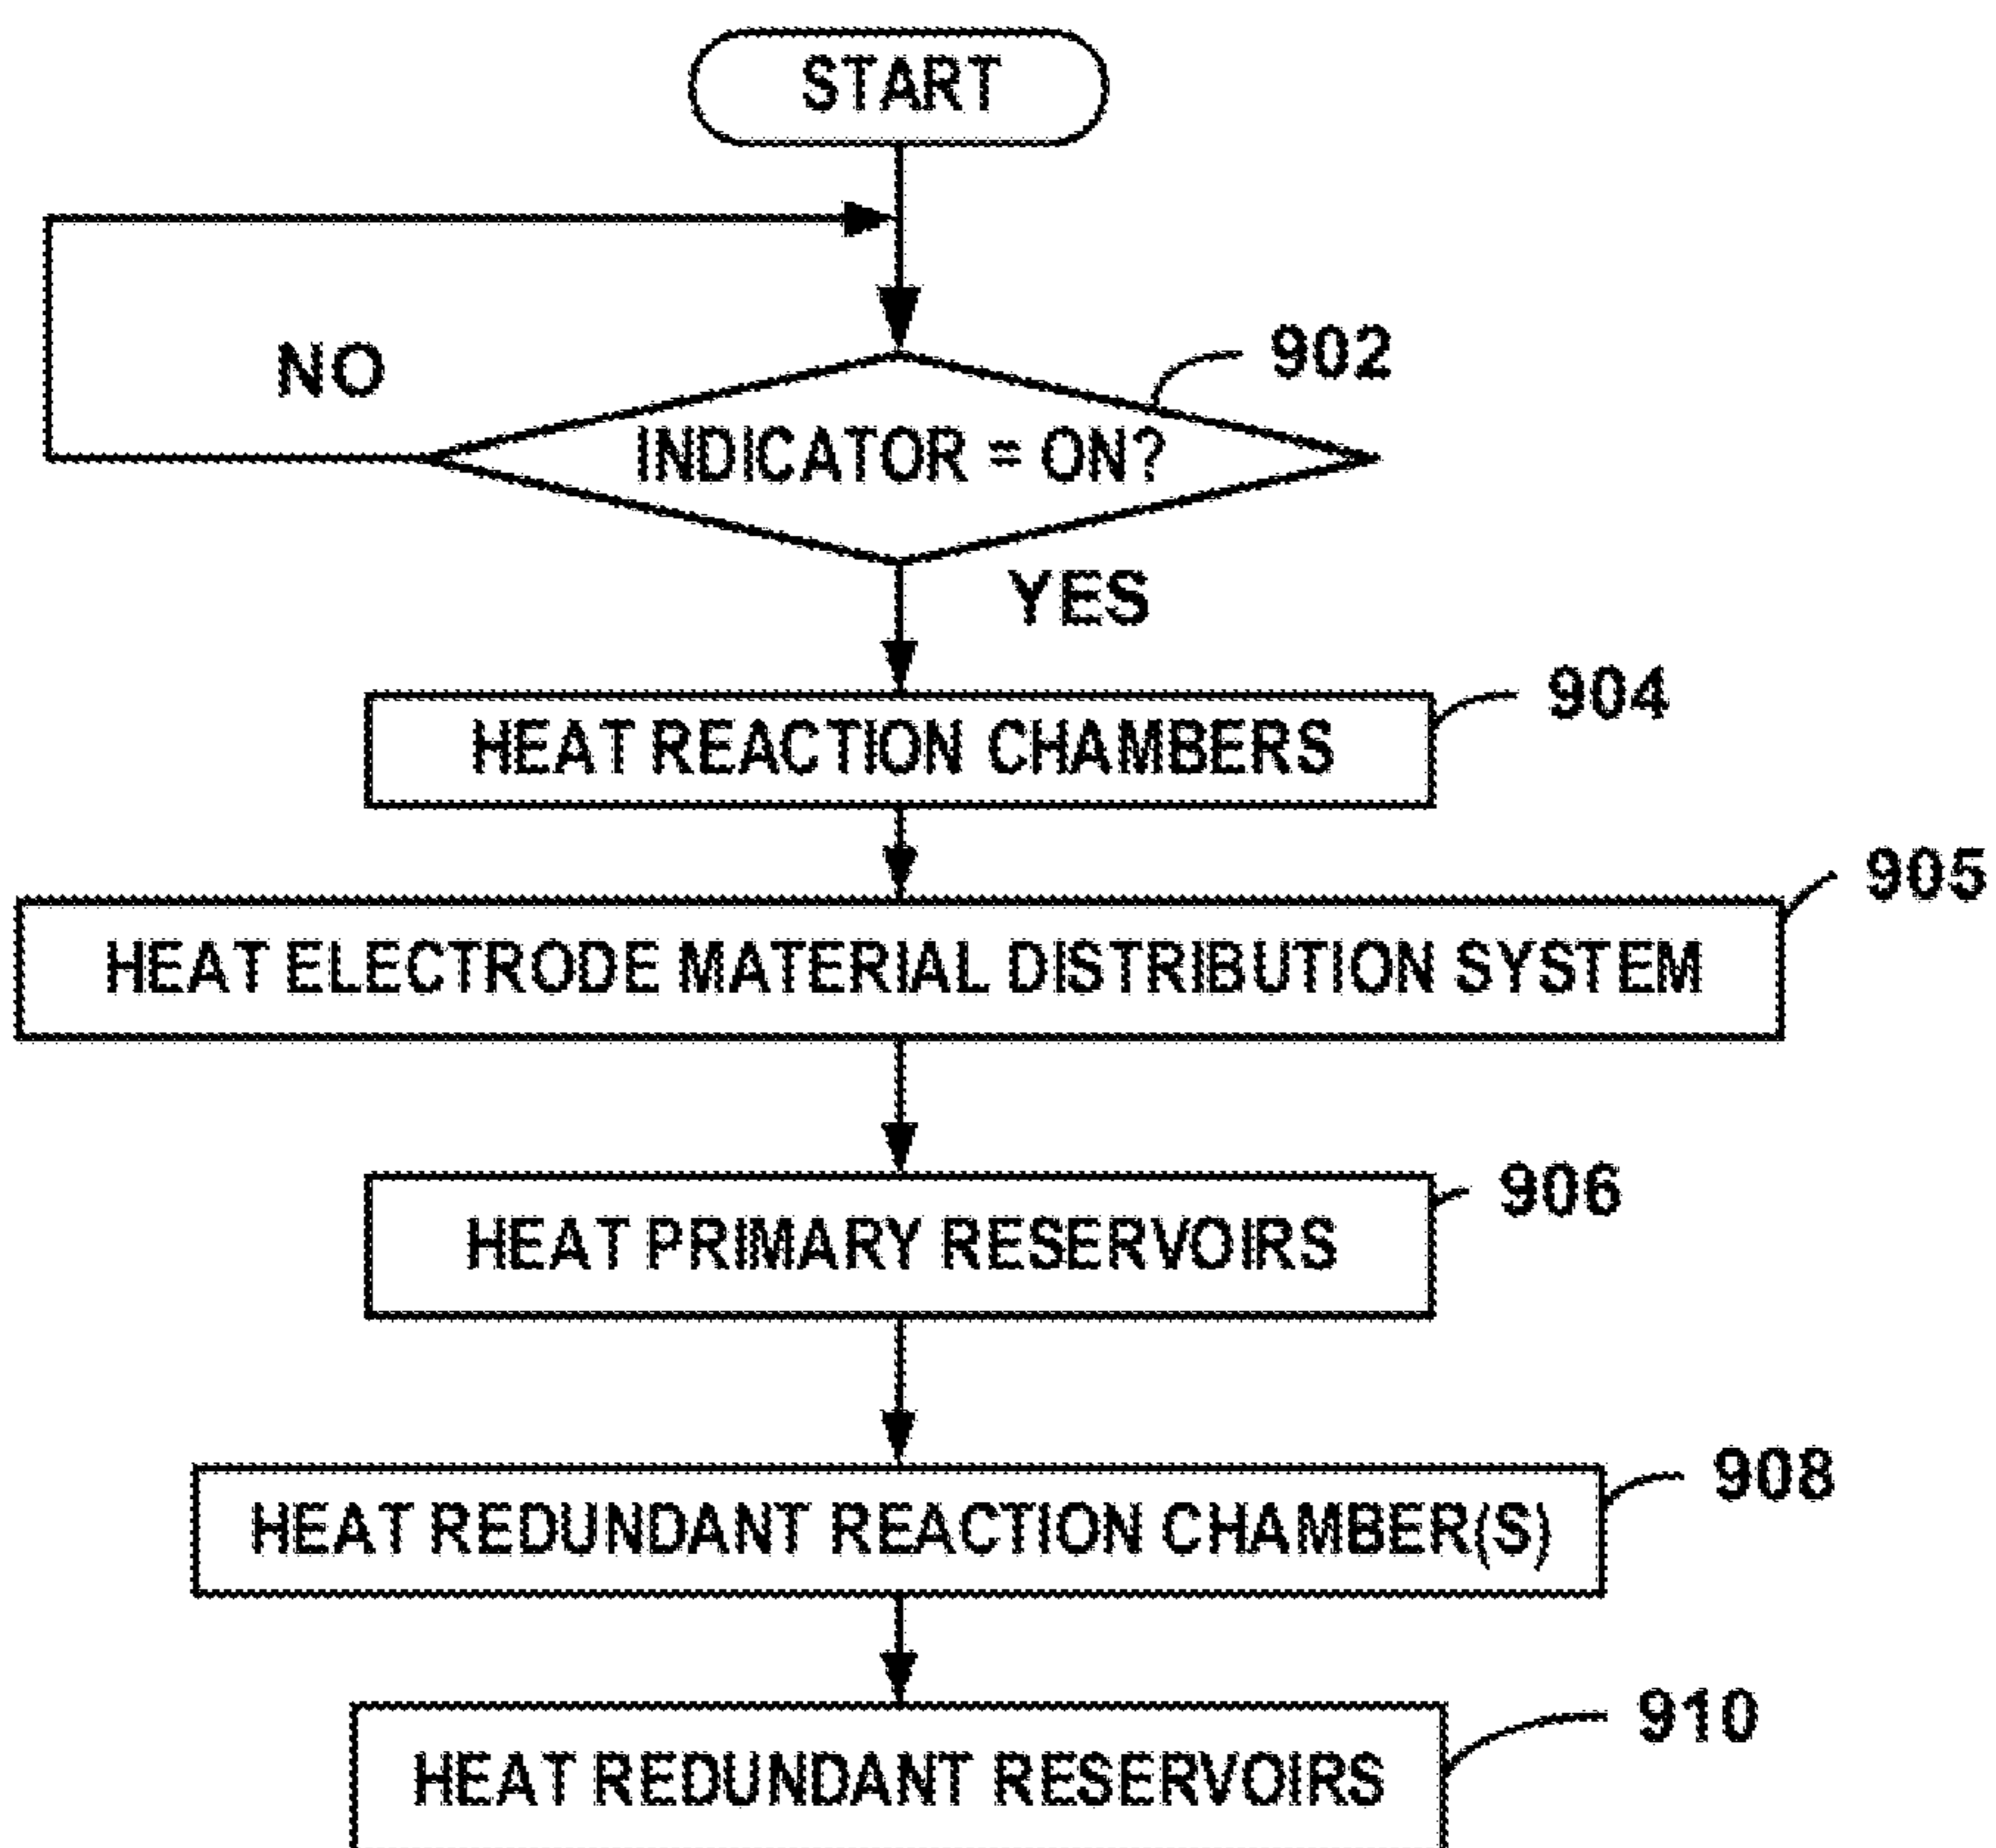 START
NO
902
INDICATOR = ON?
YES
904
HEAT REACTION CHAMBERS
905
HEAT ELECTRODE MATERIAL DISTRIBUTION SYSTEM
906
HEAT PRIMARY RESERVOIRS
908
HEAT REDUNDANT REACTION CHAMBER(S)
910
HEAT REDUNDANT RESERVOIRS